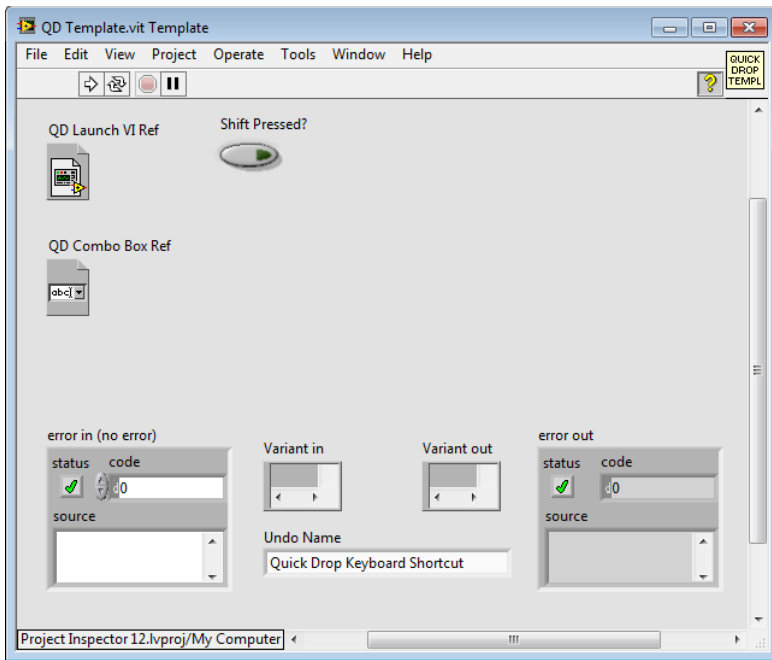 QD Template.vit Template
File Edit View Project Operate Tools Window Help
QUICK
DROP
TEMPL
QD Launch VI Ref
Shift Pressed?
QD Combo Box Ref
abc
error in (no error)
status code
0
source
Variant in
Variant out
Undo Name
Quick Drop Keyboard Shortcut
error out
status code
d0
source
Project Inspector 12.lvproj/My Computer